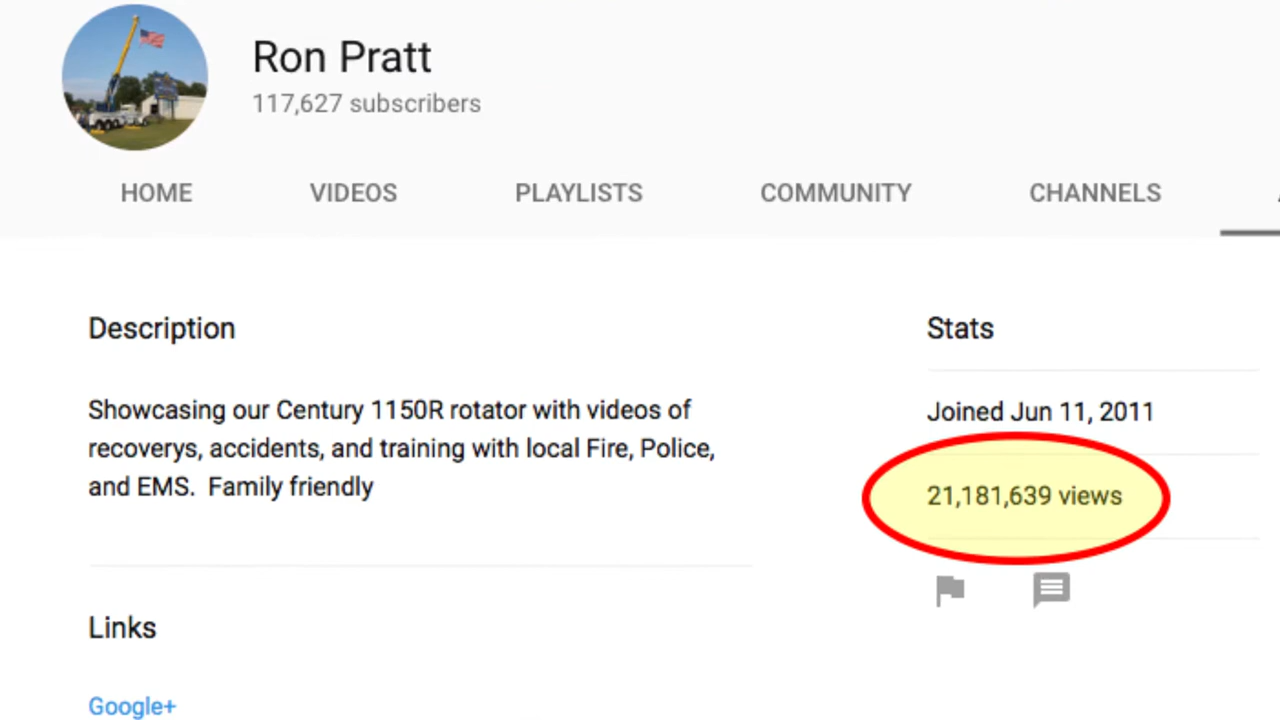 Ron Pratt
117,627 subscribers
HOME VIDEOS PLAYLISTS COMMUNITY CHANNELS
Description
Showcasing our Century 1150R rotator with videos of
recoverys, accidents, and training with local Fire, Police,
and EMS.  Family friendly
Links
Google+
Stats
Joined Jun 11, 2011
21,181,639 views